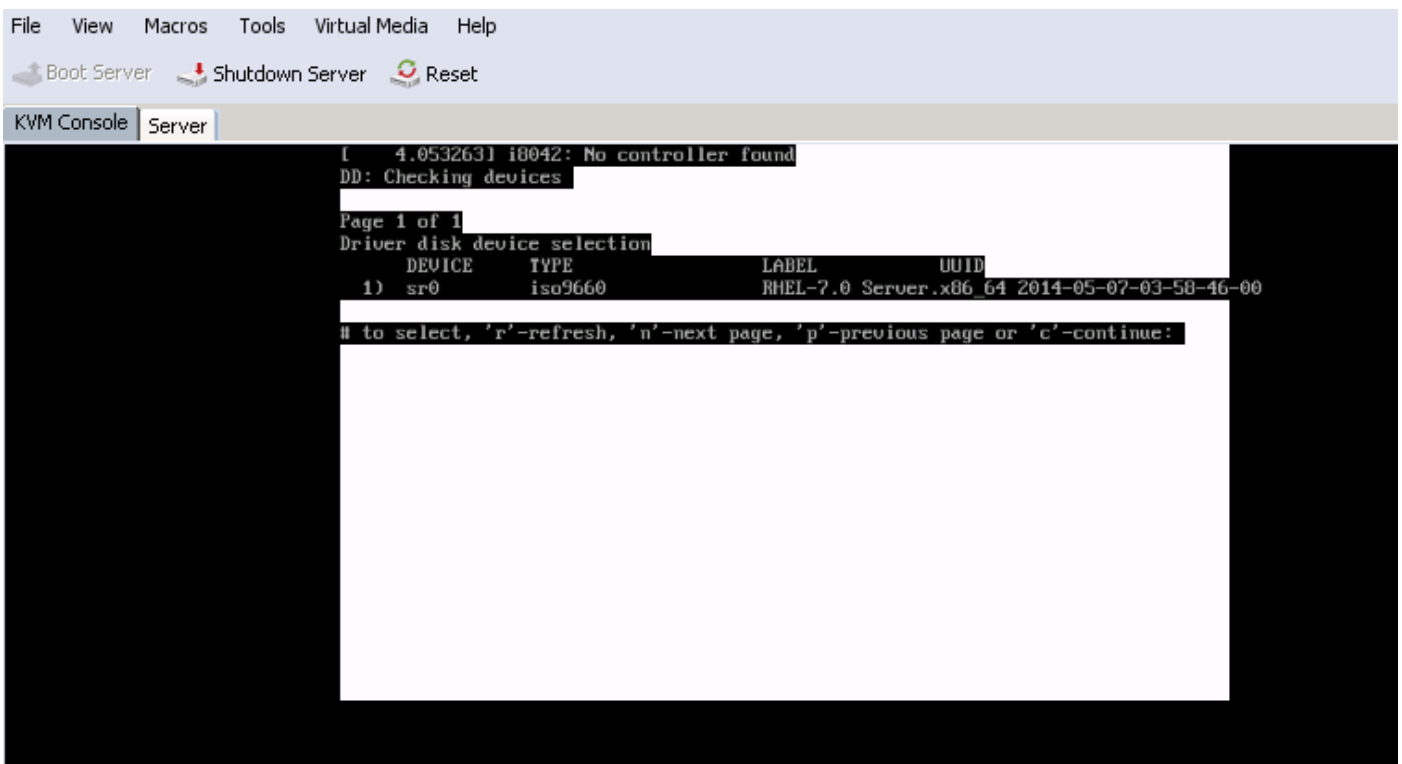 File View Macros Tools Virtual Media Help
Boot Server Shutdown Server Reset
KVM Console Server
[ 4.053263] i8042: No controller found
DD: Checking devices
Page 1 of 1
Driver disk device selection
DEVICE TYPE LABEL UUID
1) sr0 iso9660 RHEL-7.0 Server.x86_64 2014-05-07-03-58-46-00
# to select, 'r'-refresh, 'n'-next page, 'p'-previous page or 'c'-continue: